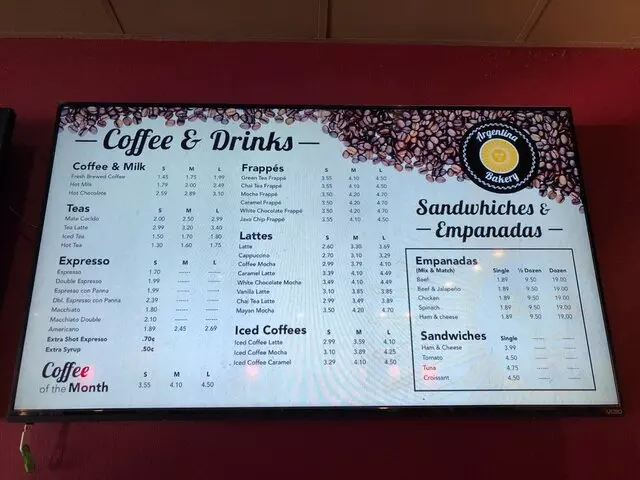 Coffee & Drinks
Argentina Bakery
Coffee & Milk S M L
Fresh Brewed Coffee 1.45 1.75 1.99
Hot Milk 1.79 2.00 2.49
Hot Chocolate 2.59 2.89 3.10
Teas S M L
Mate Cocido 2.00 2.50 2.99
Tea Latte 2.99 3.20 3.40
Iced Tea 1.50 1.70 1.80
Hot Tea 1.30 1.60 1.75
Expresso S M L
Espresso 1.70 ------ ------
Double Espresso 1.99 ------ ------
Espresso con Panna 1.99 ------ ------
Dbl. Espresso con Panna 2.39 ------ ------
Macchiato 1.80 ------ ------
Macchiato Double 2.10 ------ ------
Americano 1.89 2.45 2.69
Extra Shot Expresso .70¢
Extra Syrup .50¢
Coffee of the Month S M L
3.55 4.10 4.50
Frappés S M L
Green Tea Frappé 3.55 4.10 4.50
Chai Tea Frappé 3.55 4.10 4.50
Mocha Frappé 3.50 4.20 4.70
Caramel Frappé 3.50 4.20 4.70
White Chocolate Frappé 3.50 4.20 4.70
Java Chip Frappé 3.55 4.10 4.50
Lattes S M L
Latte 2.60 3.30 3.69
Cappuccino 2.70 3.10 3.29
Coffee Mocha 2.99 3.79 4.10
Caramel Latte 3.39 4.10 4.49
White Chocolate Mocha 3.49 4.10 4.49
Vanilla Latte 3.10 3.85 3.85
Chai Tea Latte 2.99 3.49 3.89
Mayan Mocha 3.50 4.20 4.70
Iced Coffees S M L
Iced Coffee Latte 2.99 3.59 4.10
Iced Coffee Mocha 3.10 3.89 4.25
Iced Coffee Caramel 3.29 4.10 4.50
Sandwhiches &
Empanadas
Empanadas
(Mix & Match) Single ½ Dozen Dozen
Beef 1.89 9.50 19.00
Beef & Jalapeño 1.89 9.50 19.00
Chicken 1.89 9.50 19.00
Spinach 1.89 9.50 19.00
Ham & cheese 1.89 9.50 19.00
Sandwiches Single
Ham & Cheese 3.99 ------ ------
Tomato 4.50 ------ ------
Tuna 4.75 ------ ------
Croissant 4.50 ------ ------
VIZIO